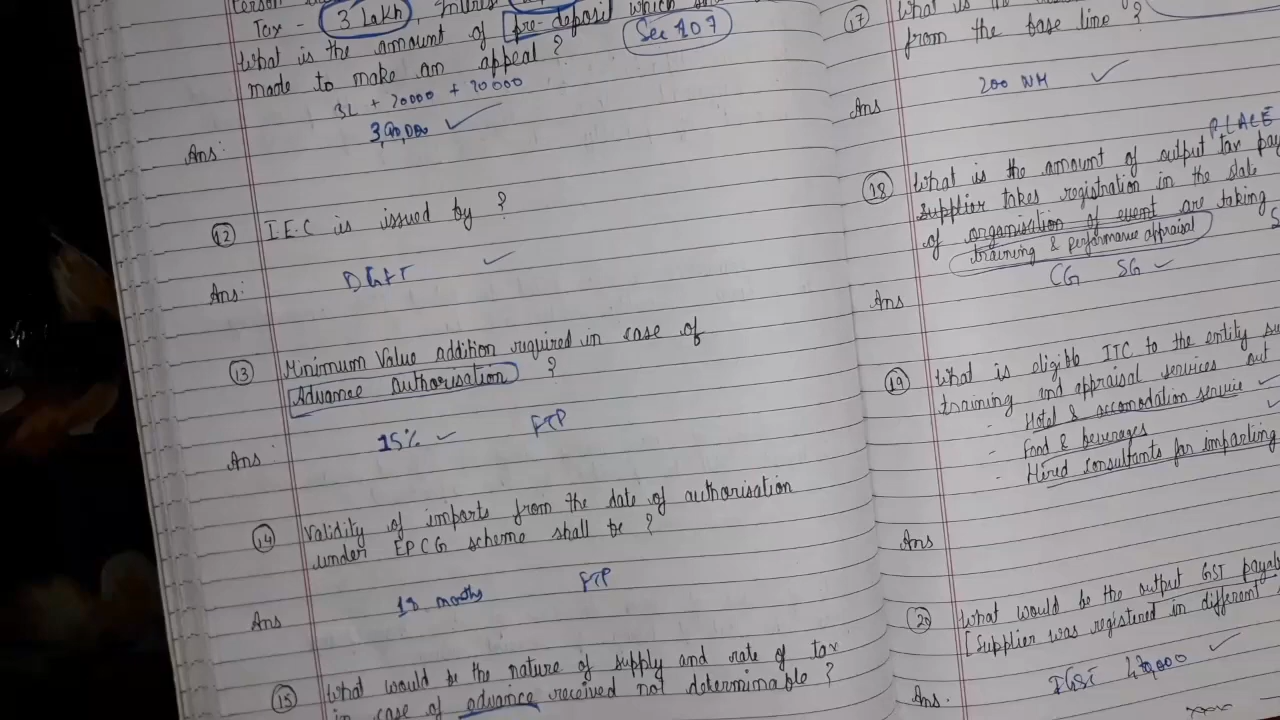 Tax - 3 Lakh,
What is the amount of pre-deposit which
made to make an appeal ?
See 107
3L + 20000 + 70000
3,90,000
Ans:
12 I.E.C is issued by ?
Ans: DGFT
13 Minimum Value addition required in case of
Advance Authorisation ?
Ans 15% FTP
14 Validity of imports from the date of authorisation
under EPCG scheme shall be ?
Ans 18 months FTP
15 What would be the nature of supply and rate of tax
in case of advance received not determinable ?
17 What is
from the base line ?
Ans 200 NM
PLACE
18 What is the amount of output tax pay
supplier takes registration in the state
of organisation of event are taking
training & performance appraisal
Ans CG SG
19 What is eligible ITC to the entity
training and appraisal services out
- Hotel & accomodation service
- Food & beverages
- Hired consultants for imparting
Ans
20 What would be the output GST payab
[Supplier was registered in different
Ans. IGST